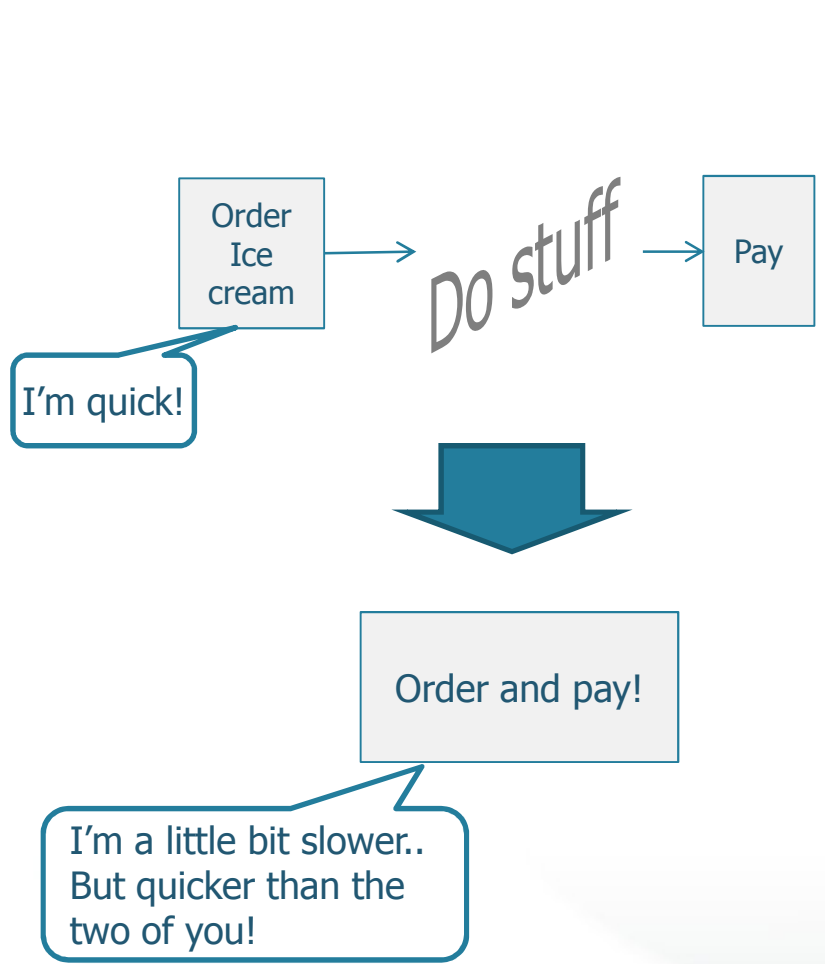 Order
Ice
cream
Do stuff
Pay
I'm quick!
Order and pay!
I'm a little bit slower..
But quicker than the
two of you!